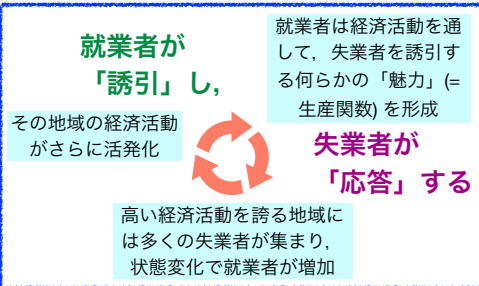 就業者が
「誘引」し,
就業者は経済活動を通
して,失業者を誘引す
る何らかの「魅力」(=
生産関数) を形成
その地域の経済活動
がさらに活発化
失業者が
「応答」する
高い経済活動を誇る地域に
は多くの失業者が集まり,
状態変化で就業者が増加